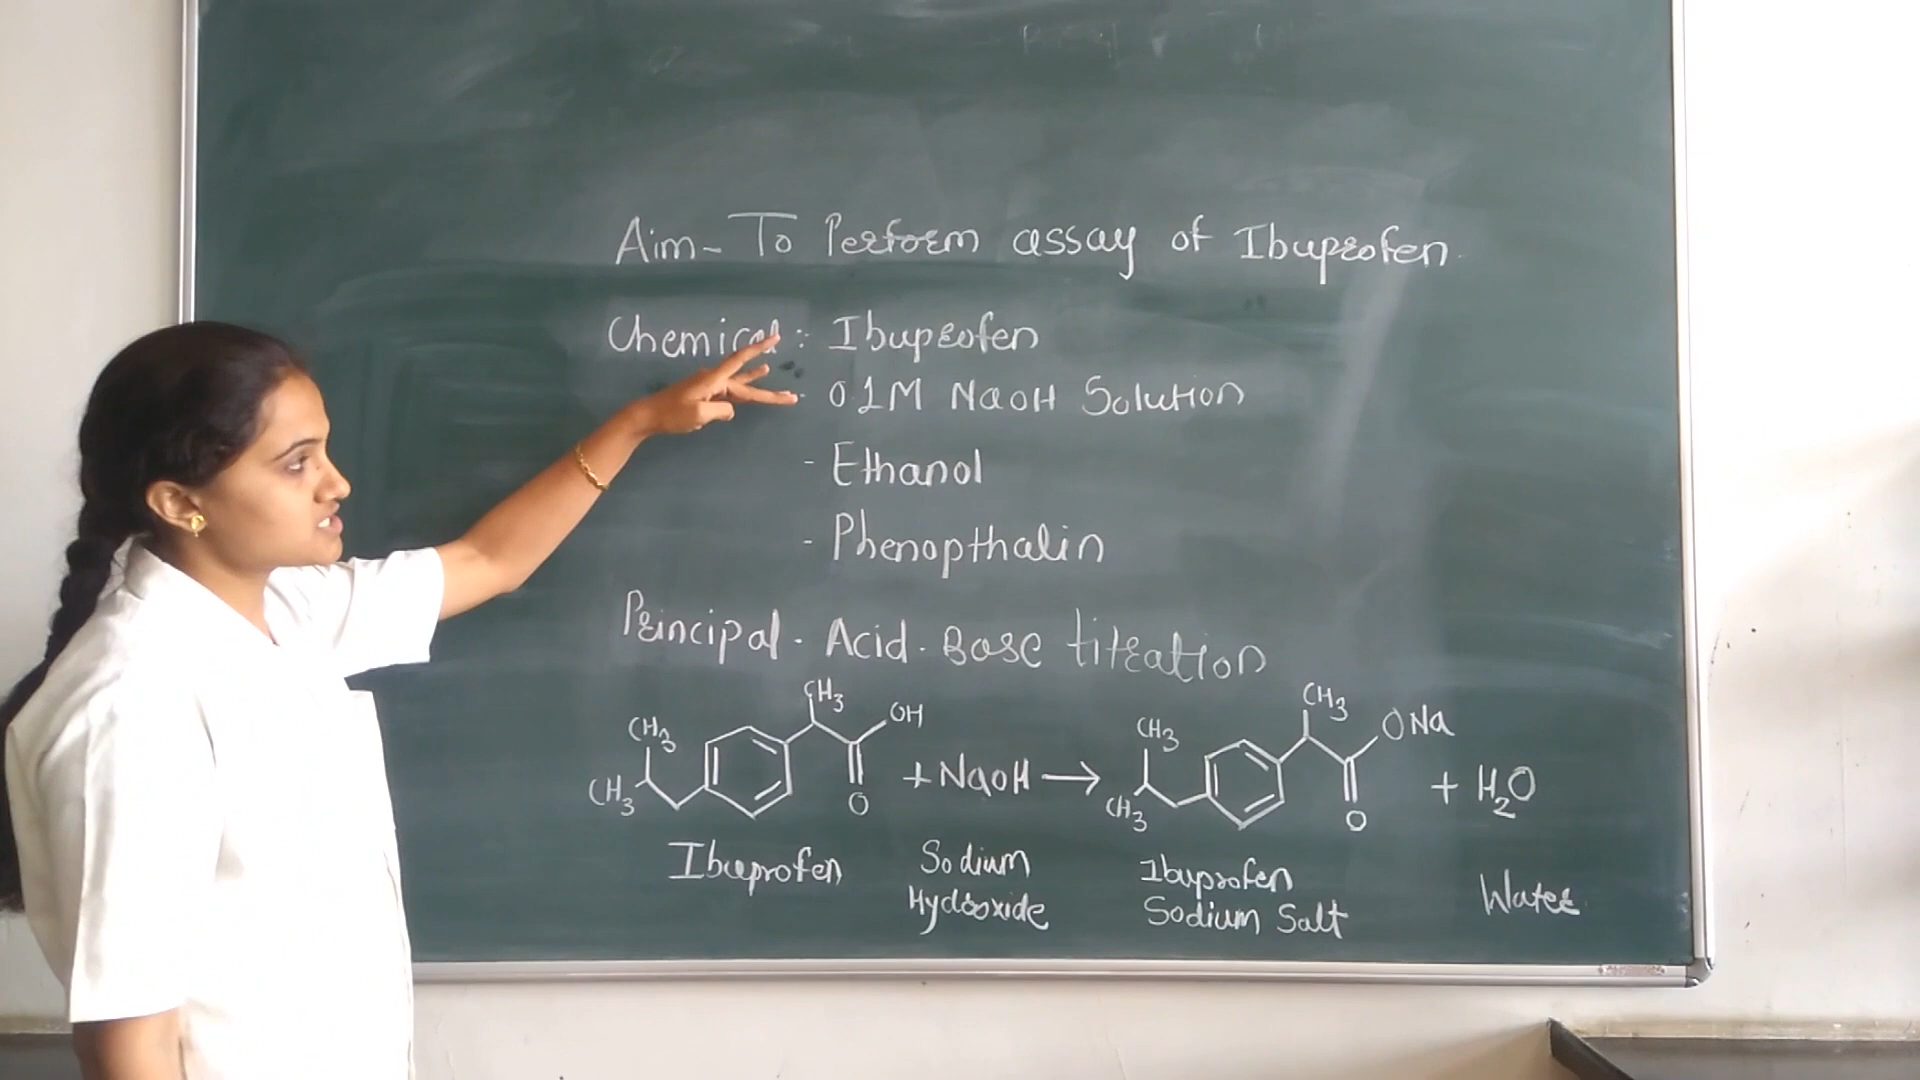 Aim - To Perform assay of Ibuprofen.
Chemical :- Ibuprofen
- 0.1M NaOH Solution
- Ethanol
- Phenopthalin
Principal - Acid - Base titration
CH3 OH CH3 CH3 O + NaOH → CH3 ONa CH3 CH3 O + H2O
Ibuprofen Sodium Hydroxide Ibuprofen Sodium Salt Water